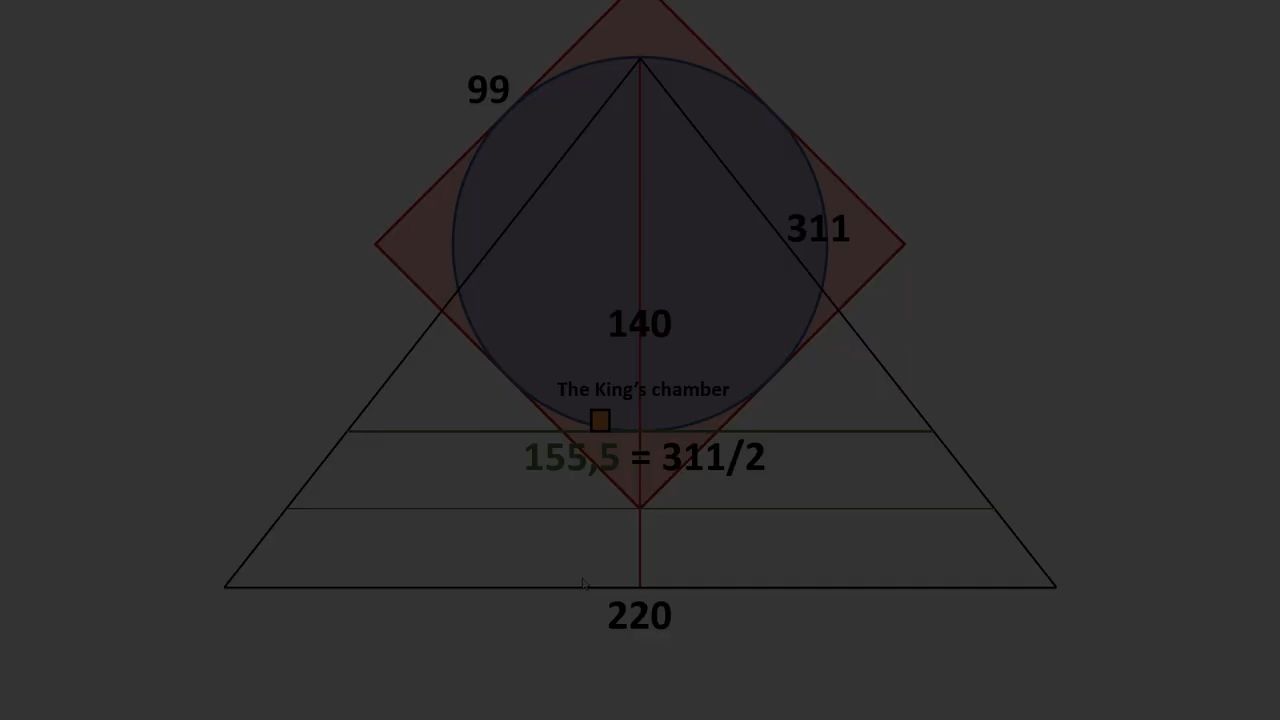 99
311
140
The King's chamber
155,5 = 311/2
220